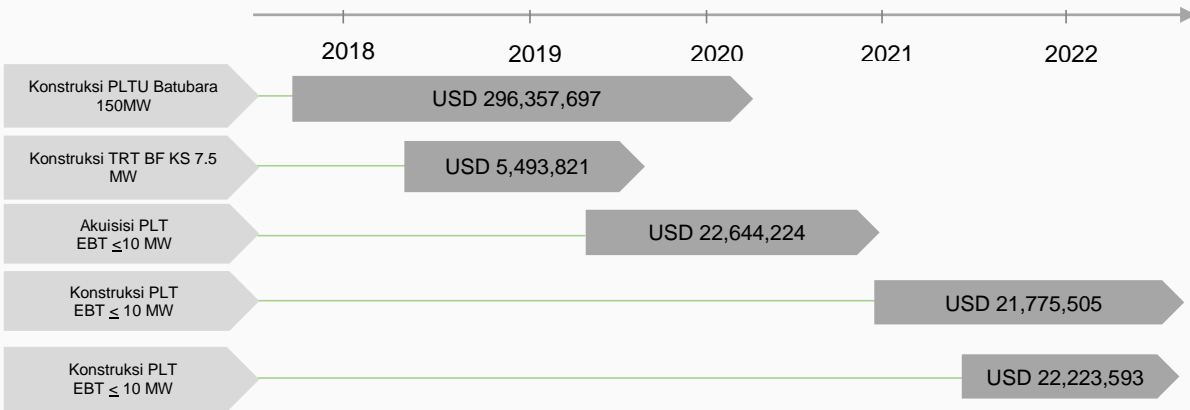 2018 2019 2020 2021 2022
Konstruksi PLTU Batubara
150MW
USD 296,357,697
Konstruksi TRT BF KS 7.5
MW
USD 5,493,821
Akuisisi PLT
EBT ≤10 MW
USD 22,644,224
Konstruksi PLT
EBT ≤ 10 MW
USD 21,775,505
Konstruksi PLT
EBT ≤ 10 MW
USD 22,223,593